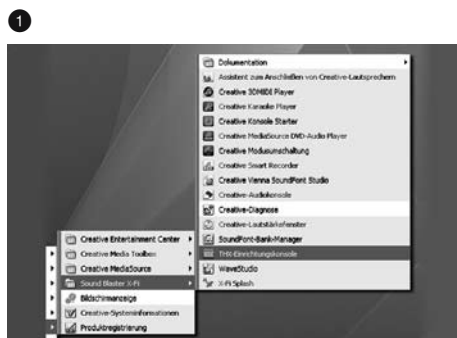 1
Dokumentation
Assistent zum Anschließen von Creative-Lautsprechern
Creative 3DMIDI Player
Creative Karaoke Player
Creative Konsole Starter
Creative MediaSource DVD-Audio Player
Creative Modusumschaltung
Creative Smart Recorder
Creative Vienna SoundFont Studio
Creative-Audiokonsole
Creative-Diagnose
Creative-Lautstärkefenster
SoundFont-Bank-Manager
THX-Einrichtungskonsole
WaveStudio
X-Fi Splash
Creative Entertainment Center
Creative Media Toolbox
Creative MediaSource
Sound Blaster X-Fi
Bildschirmanzeige
Creative-Systeminformationen
Produktregistrierung